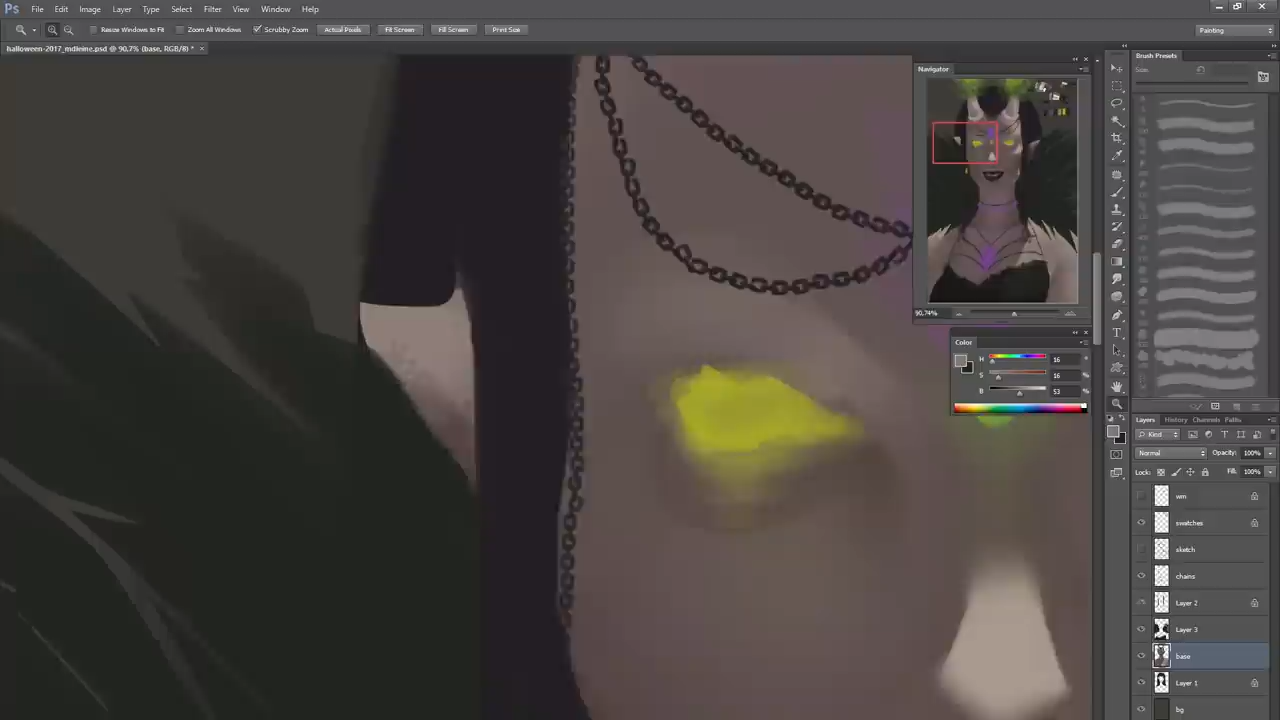 Ps File Edit Image Layer Type Select Filter View Window Help
Resize Windows to Fit Zoom All Windows Scrubby Zoom Actual Pixels Fit Screen Fill Screen Print Size Painting
halloween-2017_mdleine.psd @ 90,7% (base, RGB/8) * ×
Navigator
90,74%
Color
H 16 °
S 16 %
B 53 %
Brush Presets
Size:
Layers History Channels Paths
Kind
Normal Opacity: 100%
Lock: Fill: 100%
wm
swatches
sketch
chains
Layer 2
Layer 3
base
Layer 1
bg